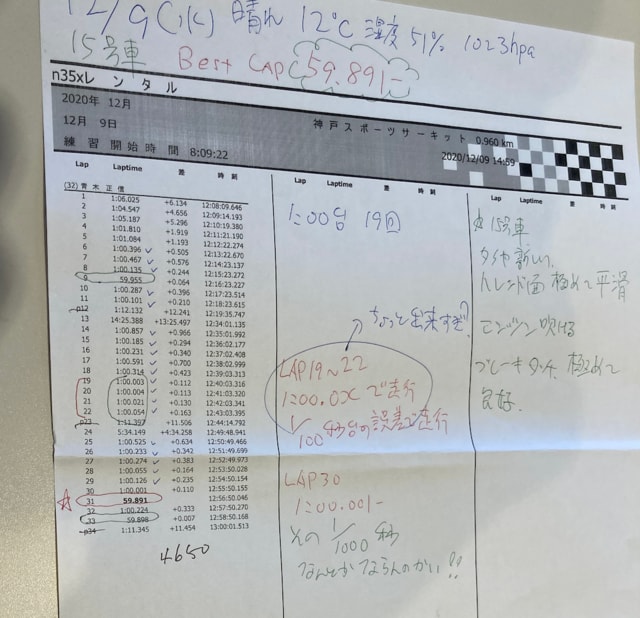 12/9(水) 晴れ 12℃ 湿度 51% 1023hpa
15号車 Best LAP 59.891-
n35xレンタル
2020年 12月
12月 9日
神戸スポーツサーキット 0.960 km
練習開始時間 8:09:22
2020/12/09 14:59
Lap Laptime 差 時刻
Lap Laptime 差 時刻
Lap Laptime 差 時刻
(32) 青木 正信
1 1:06.025
2 1:04.547 +6.134 12:08:09.646
3 1:05.187 +4.656 12:09:14.193
4 1:01.810 +5.296 12:10:19.380
5 1:01.084 +1.919 12:11:21.190
6 1:00.396 +1.193 12:12:22.274
7 1:00.467 +0.505 12:13:22.670
8 1:00.135 +0.576 12:14:23.137
9 59.955 +0.244 12:15:23.272
10 1:00.287 +0.064 12:16:23.227
11 1:00.101 +0.396 12:17:23.514
p12 1:12.132 +0.210 12:18:23.615
13 14:25.388 +12.241 12:19:35.747
14 1:00.857 +13:25.497 12:34:01.135
15 1:00.185 +0.966 12:35:01.992
16 1:00.231 +0.294 12:36:02.177
17 1:00.591 +0.340 12:37:02.408
18 1:00.314 +0.700 12:38:02.999
19 1:00.003 +0.423 12:39:03.313
20 1:00.004 +0.112 12:40:03.316
21 1:00.021 +0.113 12:41:03.320
22 1:00.054 +0.130 12:42:03.341
p23 1:11.397 +0.163 12:43:03.395
24 5:34.149 +11.506 12:44:14.792
25 1:00.525 +4:34.258 12:49:48.941
26 1:00.233 +0.634 12:50:49.466
27 1:00.274 +0.342 12:51:49.699
28 1:00.055 +0.383 12:52:49.973
29 1:00.126 +0.164 12:53:50.028
30 1:00.001 +0.235 12:54:50.154
31 59.891 +0.110 12:55:50.155
32 1:00.224 12:56:50.046
33 59.898 +0.333 12:57:50.270
p34 1:11.345 +0.007 12:58:50.168
+11.454 13:00:01.513
4650
1:00台 19回
ちょっと出来すぎ?
LAP19~22
1:00.0X で走行
1/100 秒台の誤差で走行
LAP30
1:00.001-
その 1/1000 秒
なんとかならんのかい!!
☆15号車
タイヤ新しい、
トレンド面 極めて平滑
エンジン吹ける
ブレーキタッチ 極めて
良好.